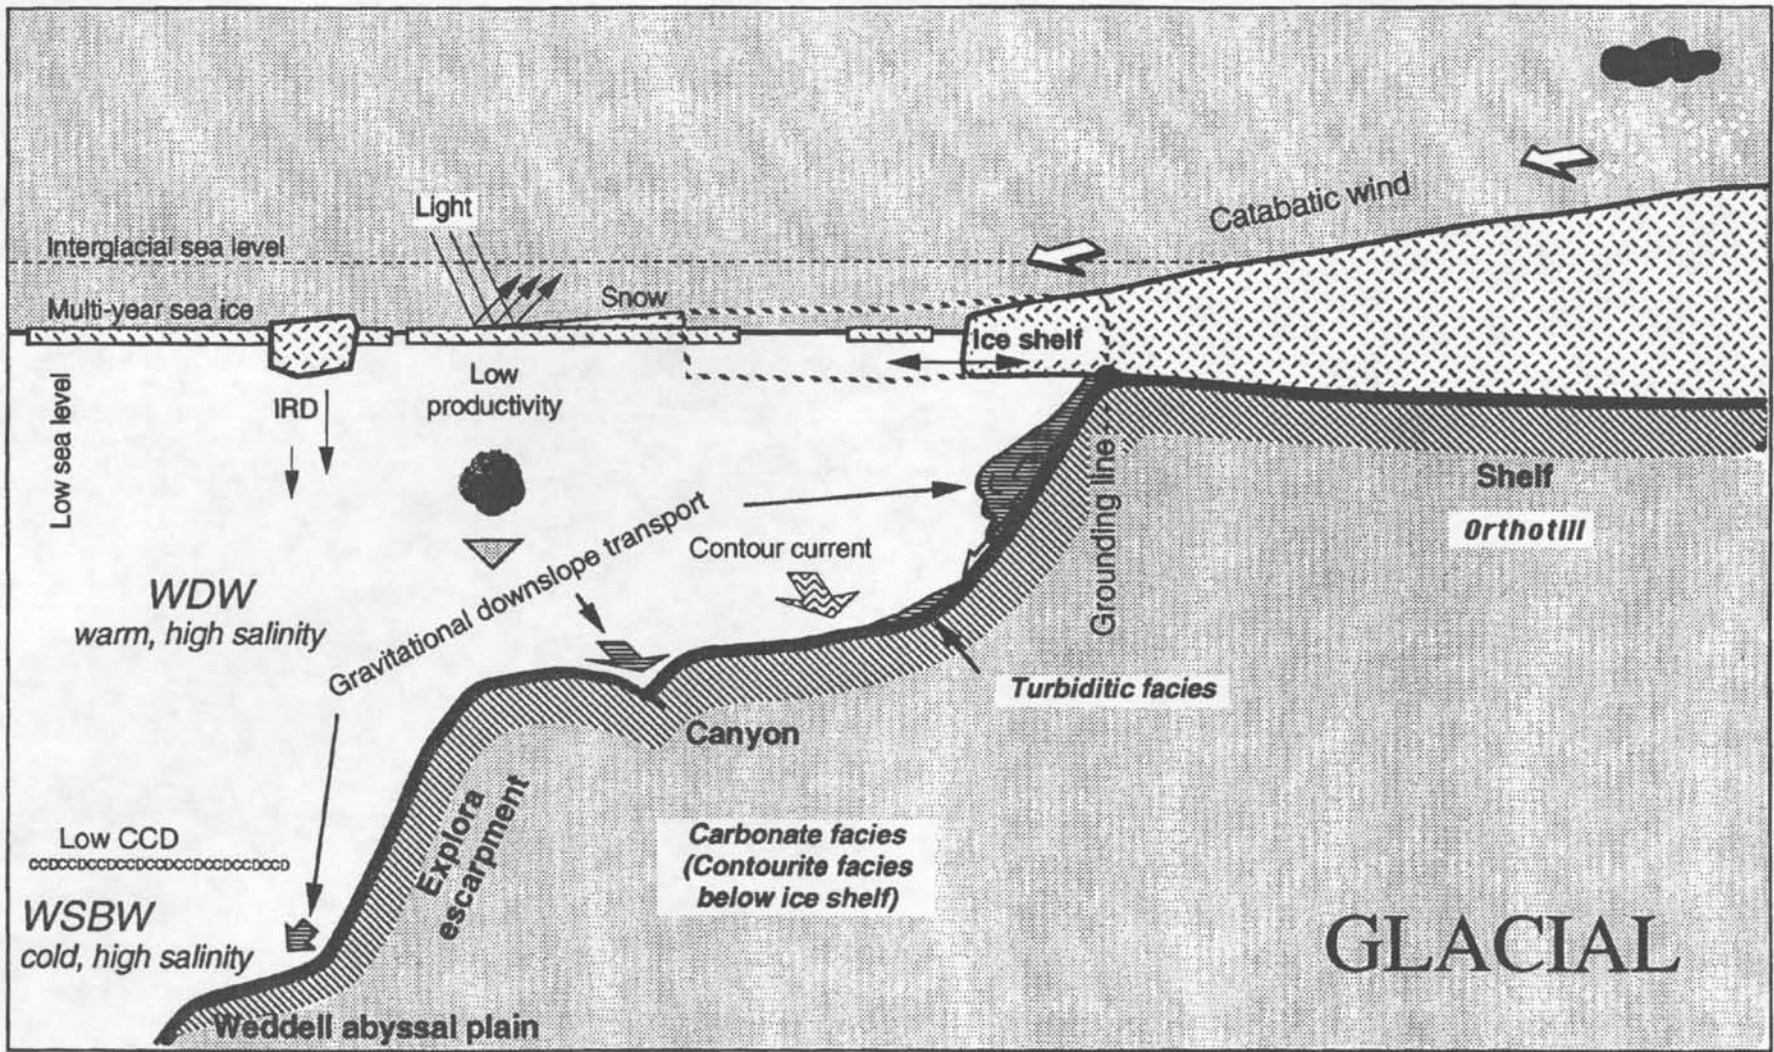 Light
Catabatic wind
Interglacial sea level
Multi-year sea ice
Snow
Ice shelf
Low sea level
IRD
Low
productivity
Gravitational downslope transport
Contour current
Grounding line
Shelf
Orthotill
WDW
warm, high salinity
Turbiditic facies
Canyon
Explora
escarpment
Carbonate facies
(Contourite facies
below ice shelf)
Low CCD
CCDCCDCCDCCDCCDCCDCCDCCDCCD
WSBW
cold, high salinity
GLACIAL
Weddell abyssal plain